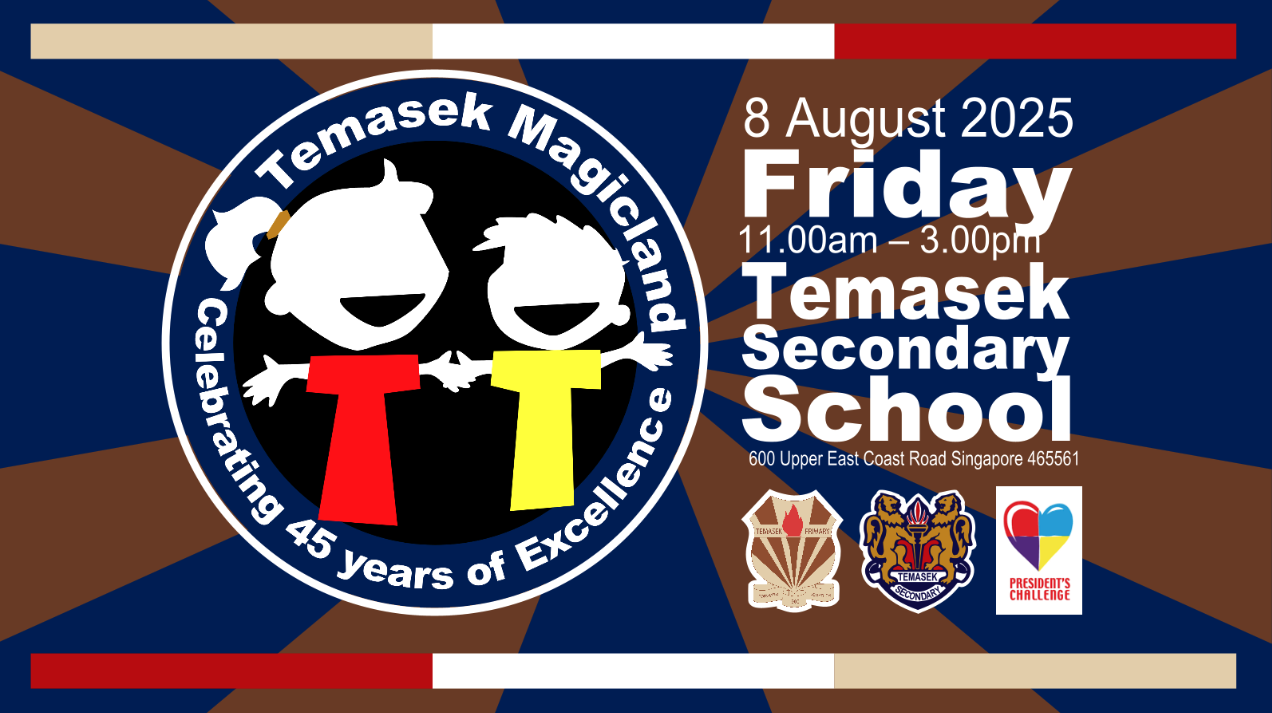 Temasek Magicland
Celebrating 45 years of Excellence
8 August 2025
Friday
11.00am – 3.00pm
Temasek
Secondary
School
600 Upper East Coast Road Singapore 465561
TEMASEK PRIMARY
TEMASEK
SECONDARY
PRESIDENT'S
CHALLENGE